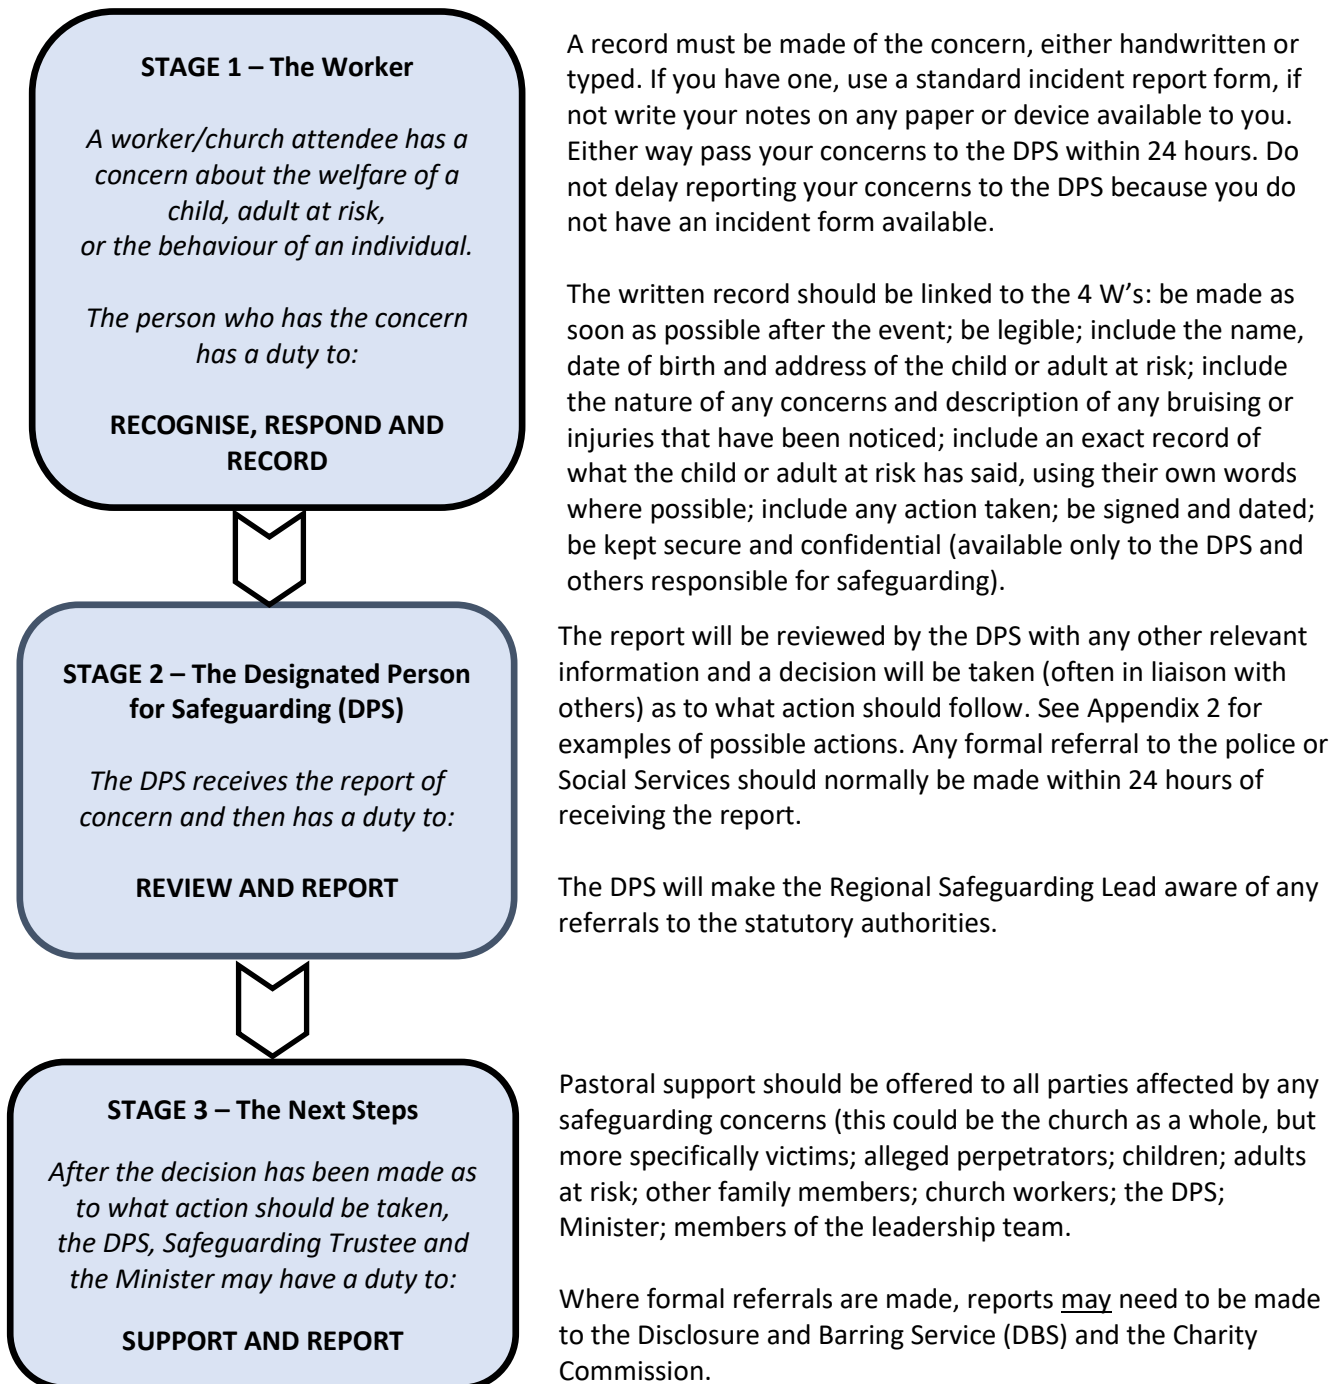 STAGE 1 – The Worker
A worker/church attendee has a
concern about the welfare of a
child, adult at risk,
or the behaviour of an individual.
The person who has the concern
has a duty to:
RECOGNISE, RESPOND AND
RECORD
A record must be made of the concern, either handwritten or
typed. If you have one, use a standard incident report form, if
not write your notes on any paper or device available to you.
Either way pass your concerns to the DPS within 24 hours. Do
not delay reporting your concerns to the DPS because you do
not have an incident form available.
The written record should be linked to the 4 W’s: be made as
soon as possible after the event; be legible; include the name,
date of birth and address of the child or adult at risk; include
the nature of any concerns and description of any bruising or
injuries that have been noticed; include an exact record of
what the child or adult at risk has said, using their own words
where possible; include any action taken; be signed and dated;
be kept secure and confidential (available only to the DPS and
others responsible for safeguarding).
STAGE 2 – The Designated Person
for Safeguarding (DPS)
The DPS receives the report of
concern and then has a duty to:
REVIEW AND REPORT
The report will be reviewed by the DPS with any other relevant
information and a decision will be taken (often in liaison with
others) as to what action should follow. See Appendix 2 for
examples of possible actions. Any formal referral to the police or
Social Services should normally be made within 24 hours of
receiving the report.
The DPS will make the Regional Safeguarding Lead aware of any
referrals to the statutory authorities.
STAGE 3 – The Next Steps
After the decision has been made as
to what action should be taken,
the DPS, Safeguarding Trustee and
the Minister may have a duty to:
SUPPORT AND REPORT
Pastoral support should be offered to all parties affected by any
safeguarding concerns (this could be the church as a whole, but
more specifically victims; alleged perpetrators; children; adults
at risk; other family members; church workers; the DPS;
Minister; members of the leadership team.
Where formal referrals are made, reports may need to be made
to the Disclosure and Barring Service (DBS) and the Charity
Commission.